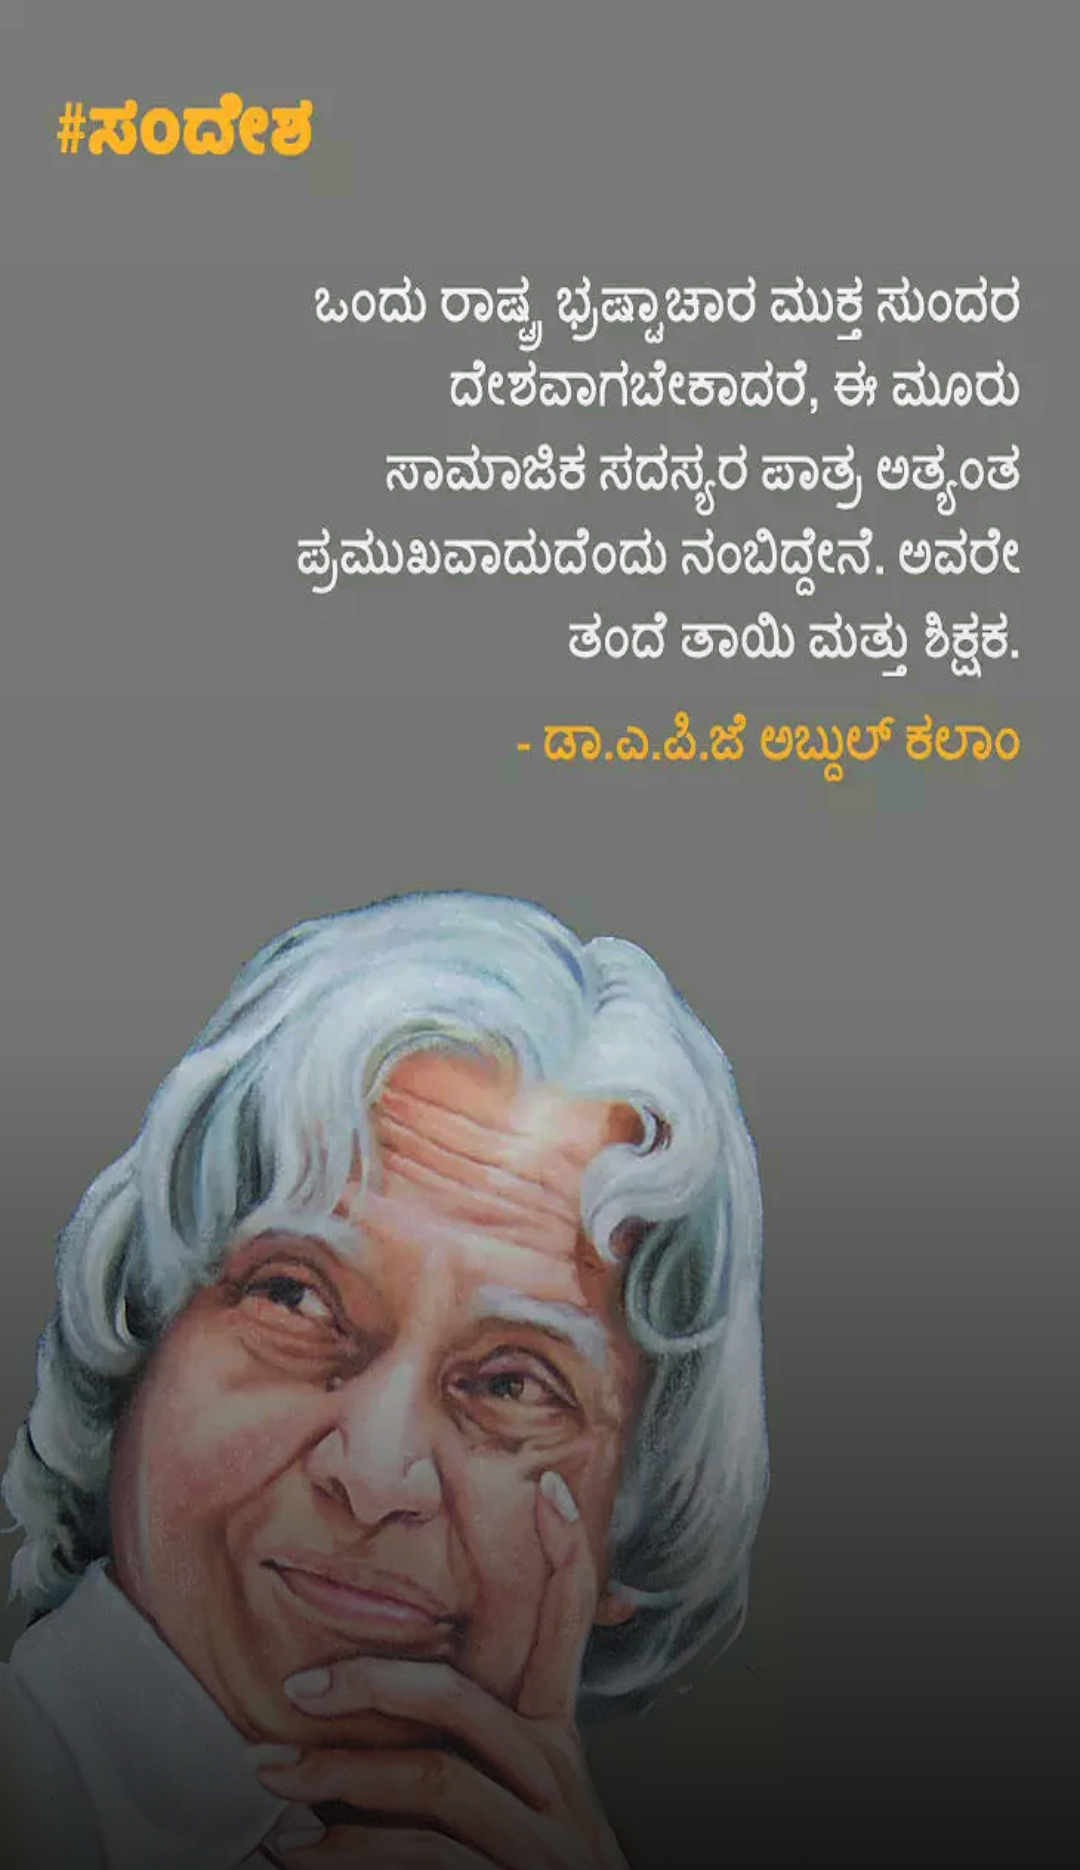 #ಸಂದೇಶ
ಒಂದು ರಾಷ್ಟ್ರ ಭ್ರಷ್ಟಾಚಾರ ಮುಕ್ತ ಸುಂದರ
ದೇಶವಾಗಬೇಕಾದರೆ, ಈ ಮೂರು
ಸಾಮಾಜಿಕ ಸದಸ್ಯರ ಪಾತ್ರ ಅತ್ಯಂತ
ಪ್ರಮುಖವಾದುದೆಂದು ನಂಬಿದ್ದೇನೆ. ಅವರೇ
ತಂದೆ ತಾಯಿ ಮತ್ತು ಶಿಕ್ಷಕ.
- ಡಾ.ಎ.ಪಿ.ಜೆ ಅಬ್ದುಲ್ ಕಲಾಂ